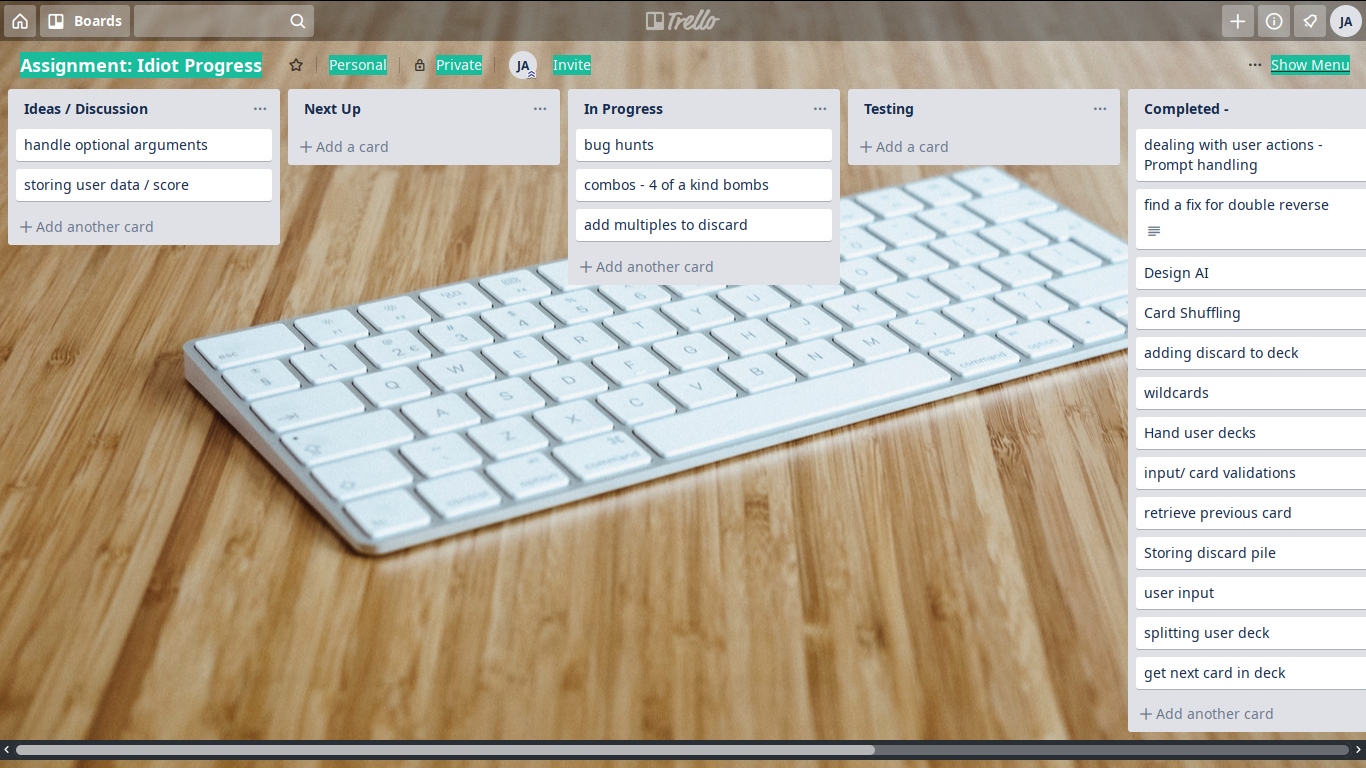 Boards
Trello
JA
Assignment: Idiot Progress
Personal
Private
JA
Invite
Show Menu
Ideas / Discussion
handle optional arguments
storing user data / score
Add another card
Next Up
Add a card
In Progress
bug hunts
combos - 4 of a kind bombs
add multiples to discard
Add another card
Testing
Add a card
Completed -
dealing with user actions -
Prompt handling
find a fix for double reverse
Design AI
Card Shuffling
adding discard to deck
wildcards
Hand user decks
input/ card validations
retrieve previous card
Storing discard pile
user input
splitting user deck
get next card in deck
Add another card